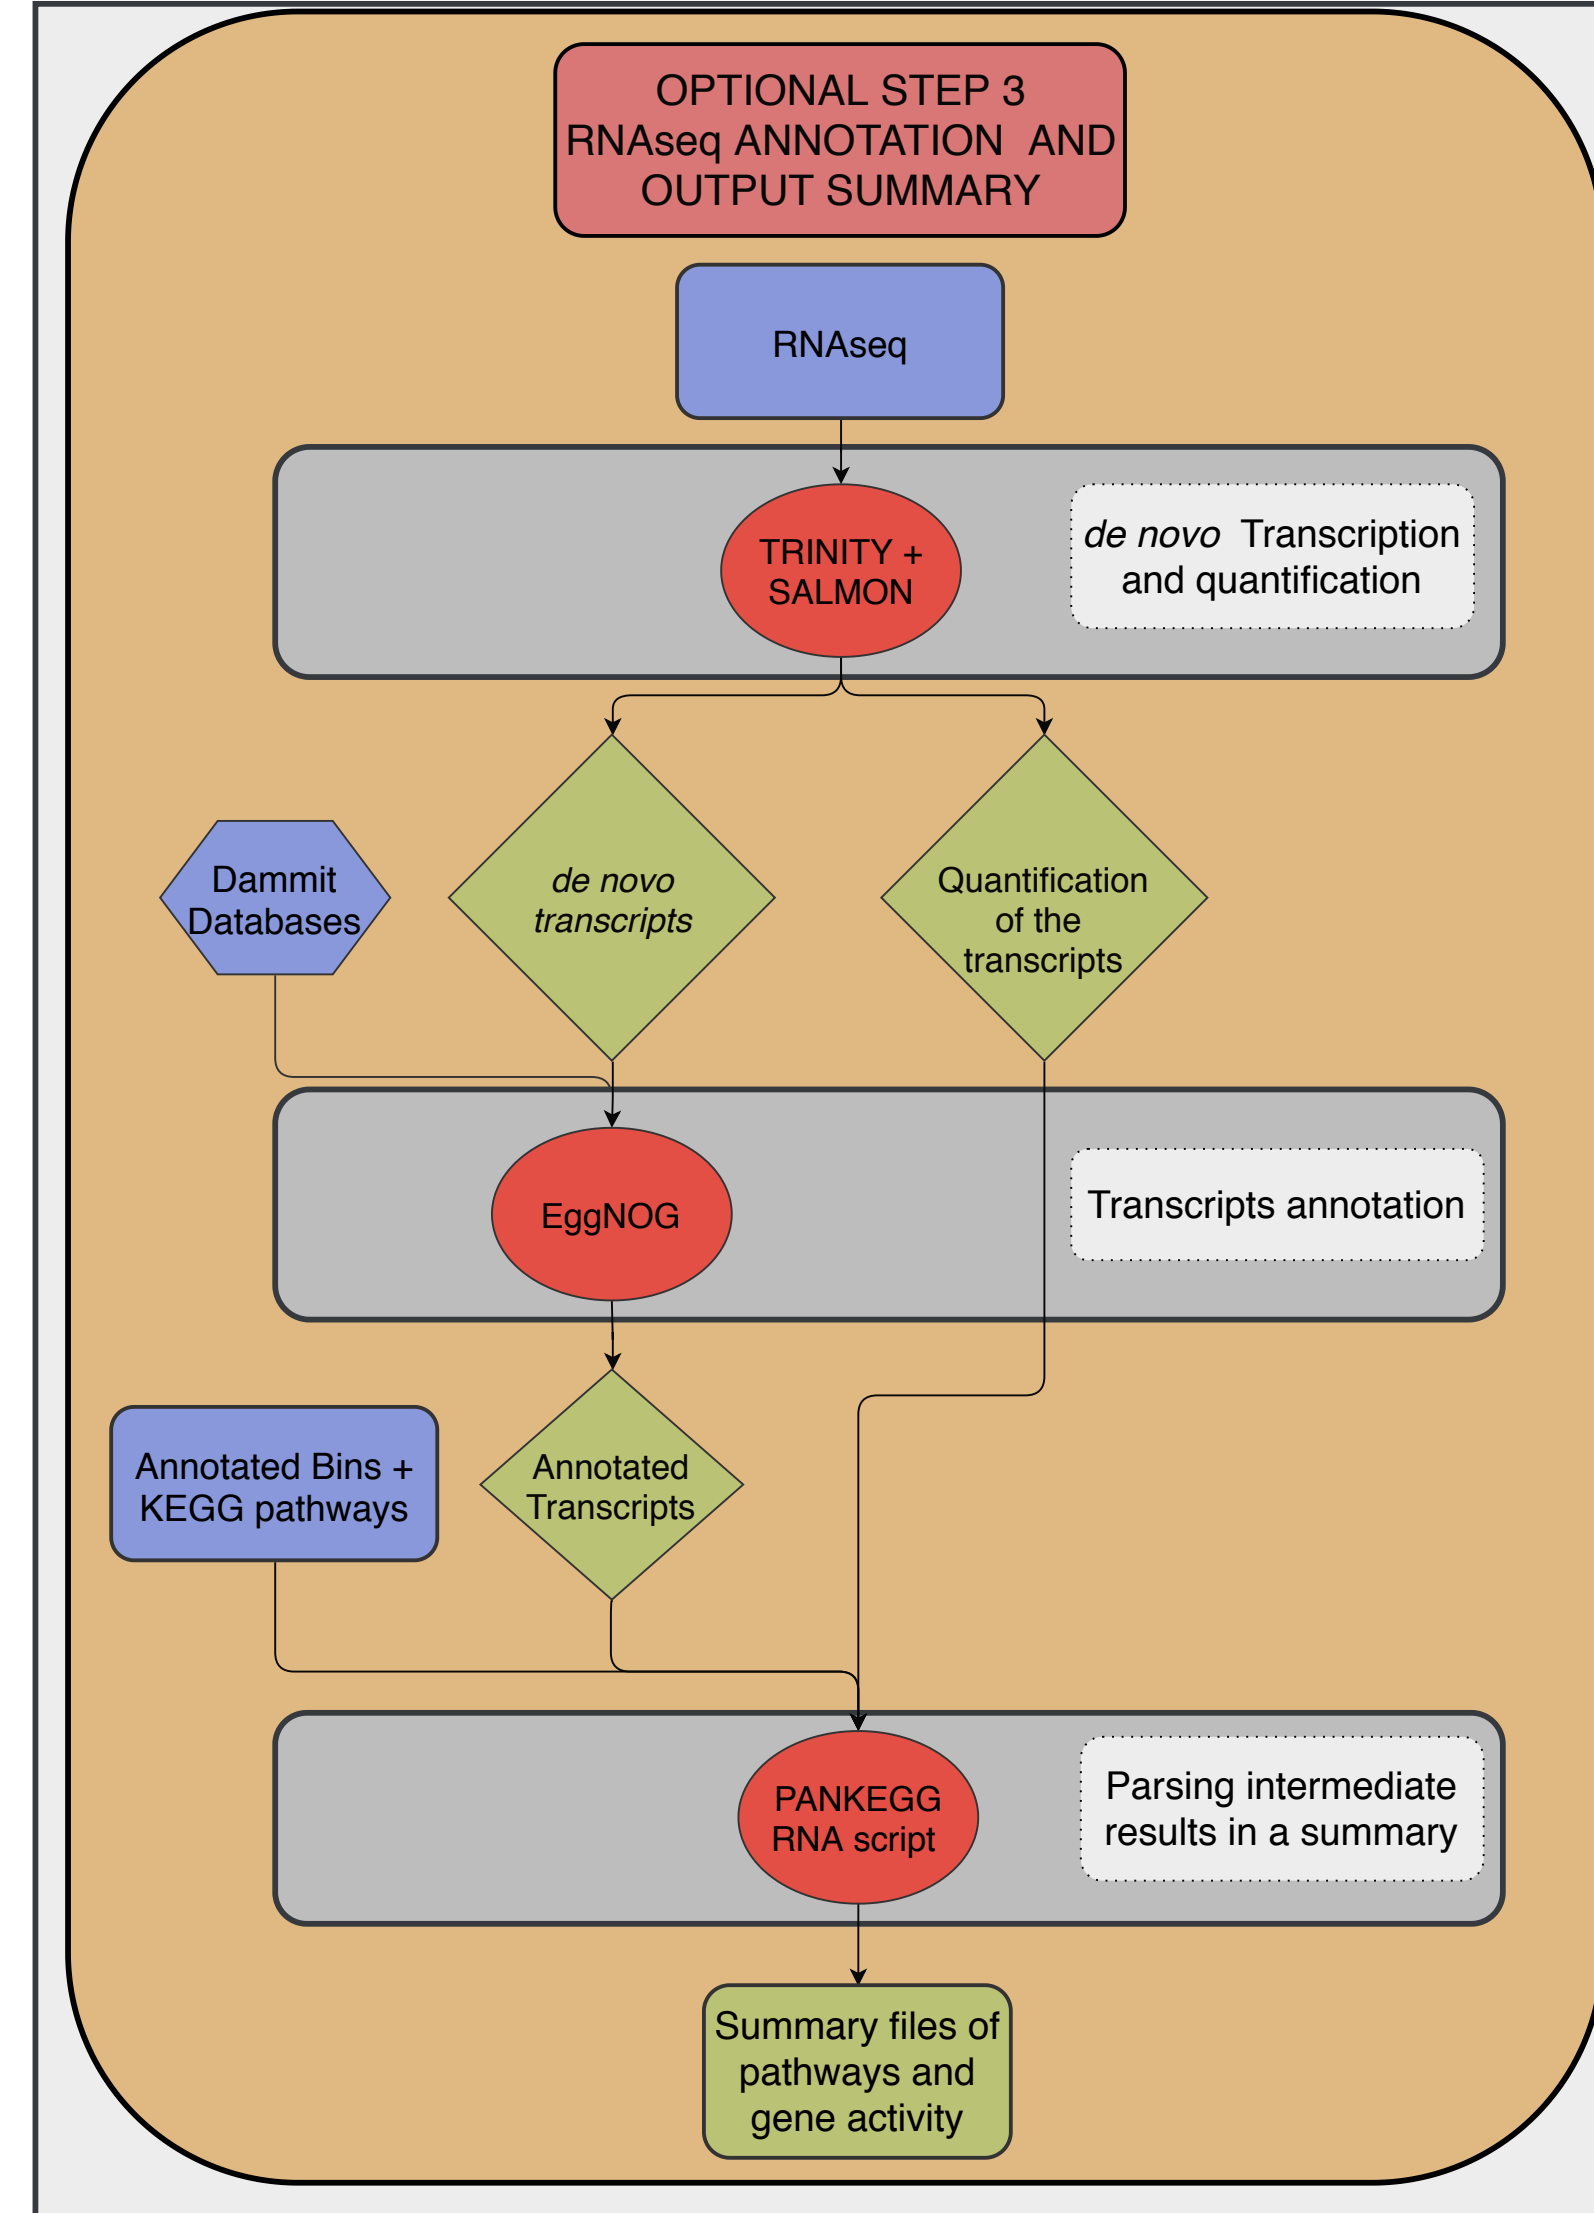 OPTIONAL STEP 3
RNAseq ANNOTATION AND
OUTPUT SUMMARY
RNAseq
TRINITY +
SALMON
de novo Transcription
and quantification
Dammit
Databases
de novo
transcripts
Quantification
of the
transcripts
EggNOG
Transcripts annotation
Annotated Bins +
KEGG pathways
Annotated
Transcripts
PANKEGG
RNA script
Parsing intermediate
results in a summary
Summary files of
pathways and
gene activity